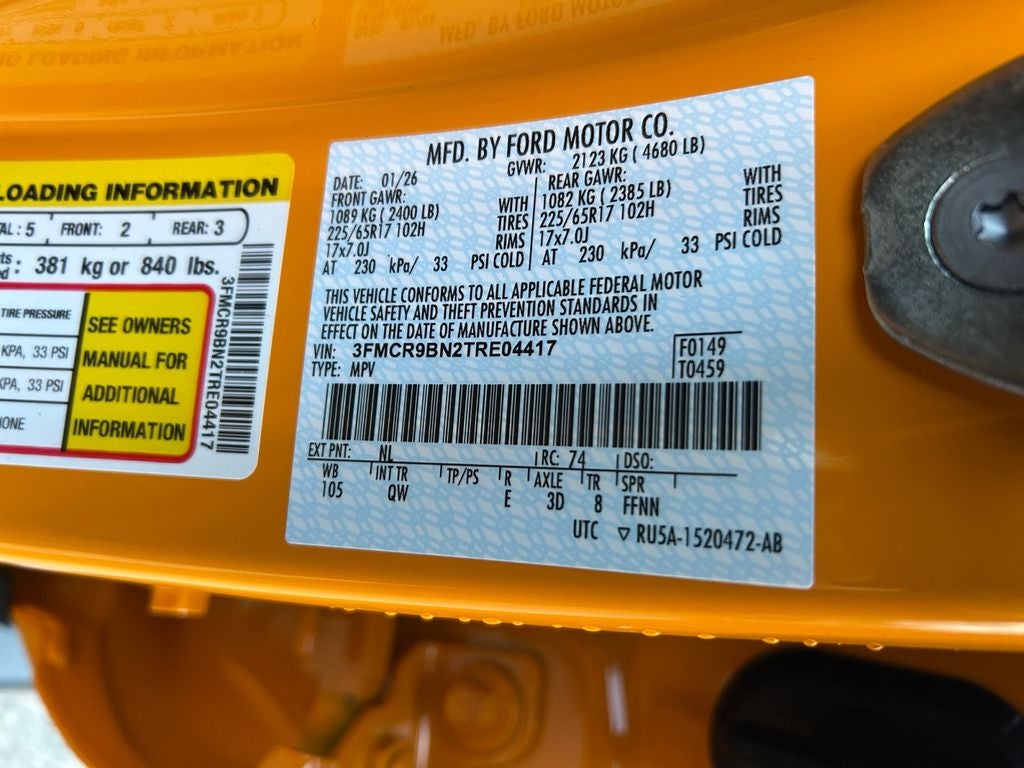 LOADING INFORMATION
AL: 5 FRONT: 2 REAR: 3
381 kg or 840 lbs.
TIRE PRESSURE
KPA, 33 PSI
KPA, 33 PSI
SEE OWNERS
MANUAL FOR
ADDITIONAL
INFORMATION
3FMCR9BN2TRE04417
MFD. BY FORD MOTOR CO.
DATE: 01/26 GVWR: 2123 KG ( 4680 LB)
FRONT GAWR: REAR GAWR:
1089 KG ( 2400 LB) WITH 1082 KG ( 2385 LB) WITH
225/65R17 102H TIRES 225/65R17 102H TIRES
17x7.0J RIMS 17x7.0J RIMS
AT 230 kPa/ 33 PSI COLD AT 230 kPa/ 33 PSI COLD
THIS VEHICLE CONFORMS TO ALL APPLICABLE FEDERAL MOTOR
VEHICLE SAFETY AND THEFT PREVENTION STANDARDS IN
EFFECT ON THE DATE OF MANUFACTURE SHOWN ABOVE.
VIN: 3FMCR9BN2TRE04417 F0149
TYPE: MPV T0459
EXT PNT: NL RC: 74 DSO:
WB INT TR TP/PS R AXLE TR SPR
105 QW E 3D 8 FFNN
UTC ▽ RU5A-1520472-AB